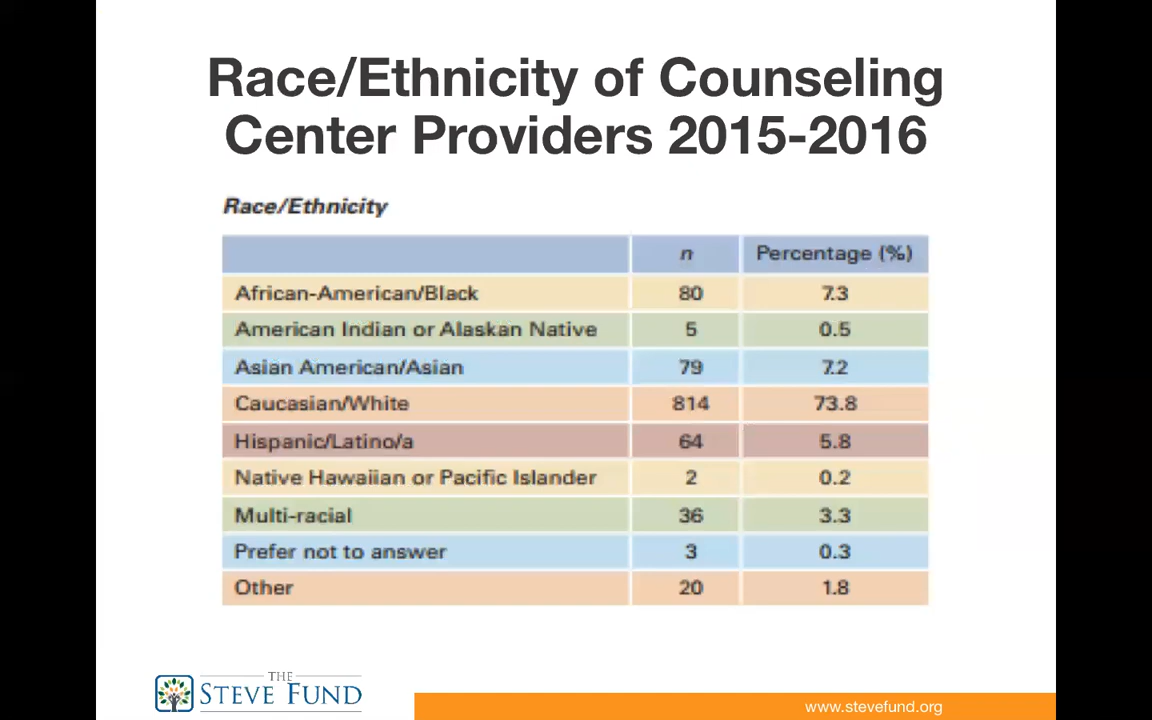 Race/Ethnicity of Counseling
Center Providers 2015-2016
Race/Ethnicity
n Percentage (%)
African-American/Black 80 7.3
American Indian or Alaskan Native 5 0.5
Asian American/Asian 79 7.2
Caucasian/White 814 73.8
Hispanic/Latino/a 64 5.8
Native Hawaiian or Pacific Islander 2 0.2
Multi-racial 36 3.3
Prefer not to answer 3 0.3
Other 20 1.8
THE
STEVE FUND
www.stevefund.org